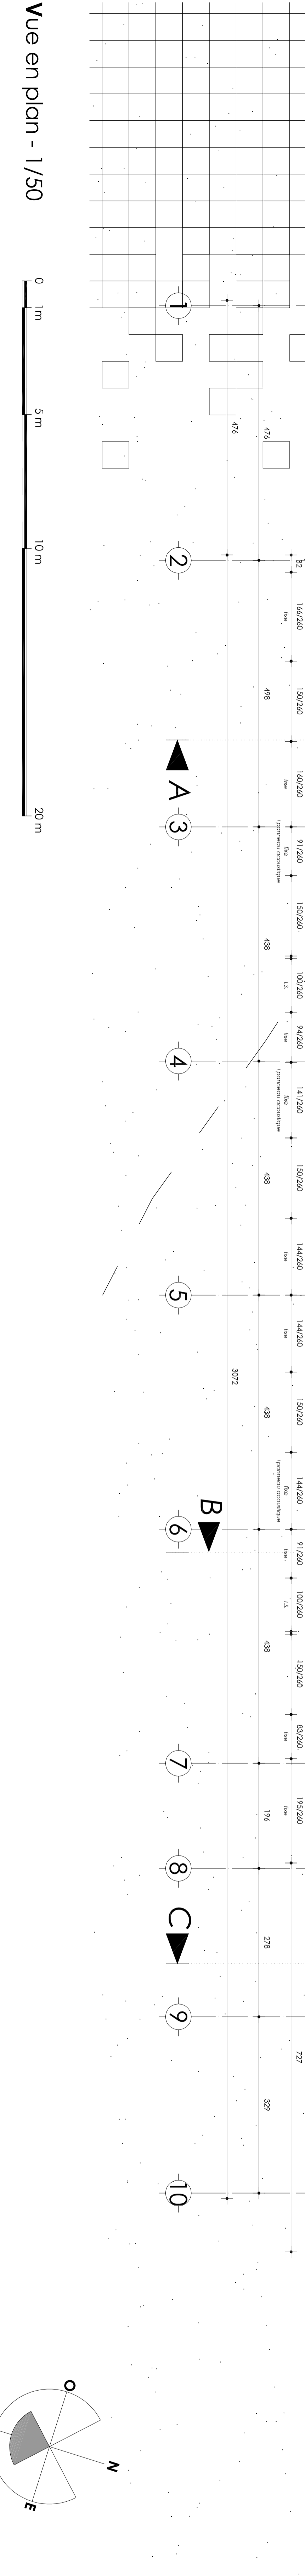 Vue en plan - 1/50
0 1m 5 m 10 m 20 m
1 2 3 4 5 6 7 8 9 10
A B C
476 3072
476 498 438 438 438 438 196 278 329
32 166/260 150/260 160/260 91/260 150/260 100/260 94/260 141/260 150/260 144/260 144/260 150/260 144/260 91/260 100/260 150/260 83/260 195/260 727
fixe fixe fixe I.S. fixe fixe fixe fixe fixe fixe I.S. fixe fixe
*panneau acoustique *panneau acoustique *panneau acoustique
O N E